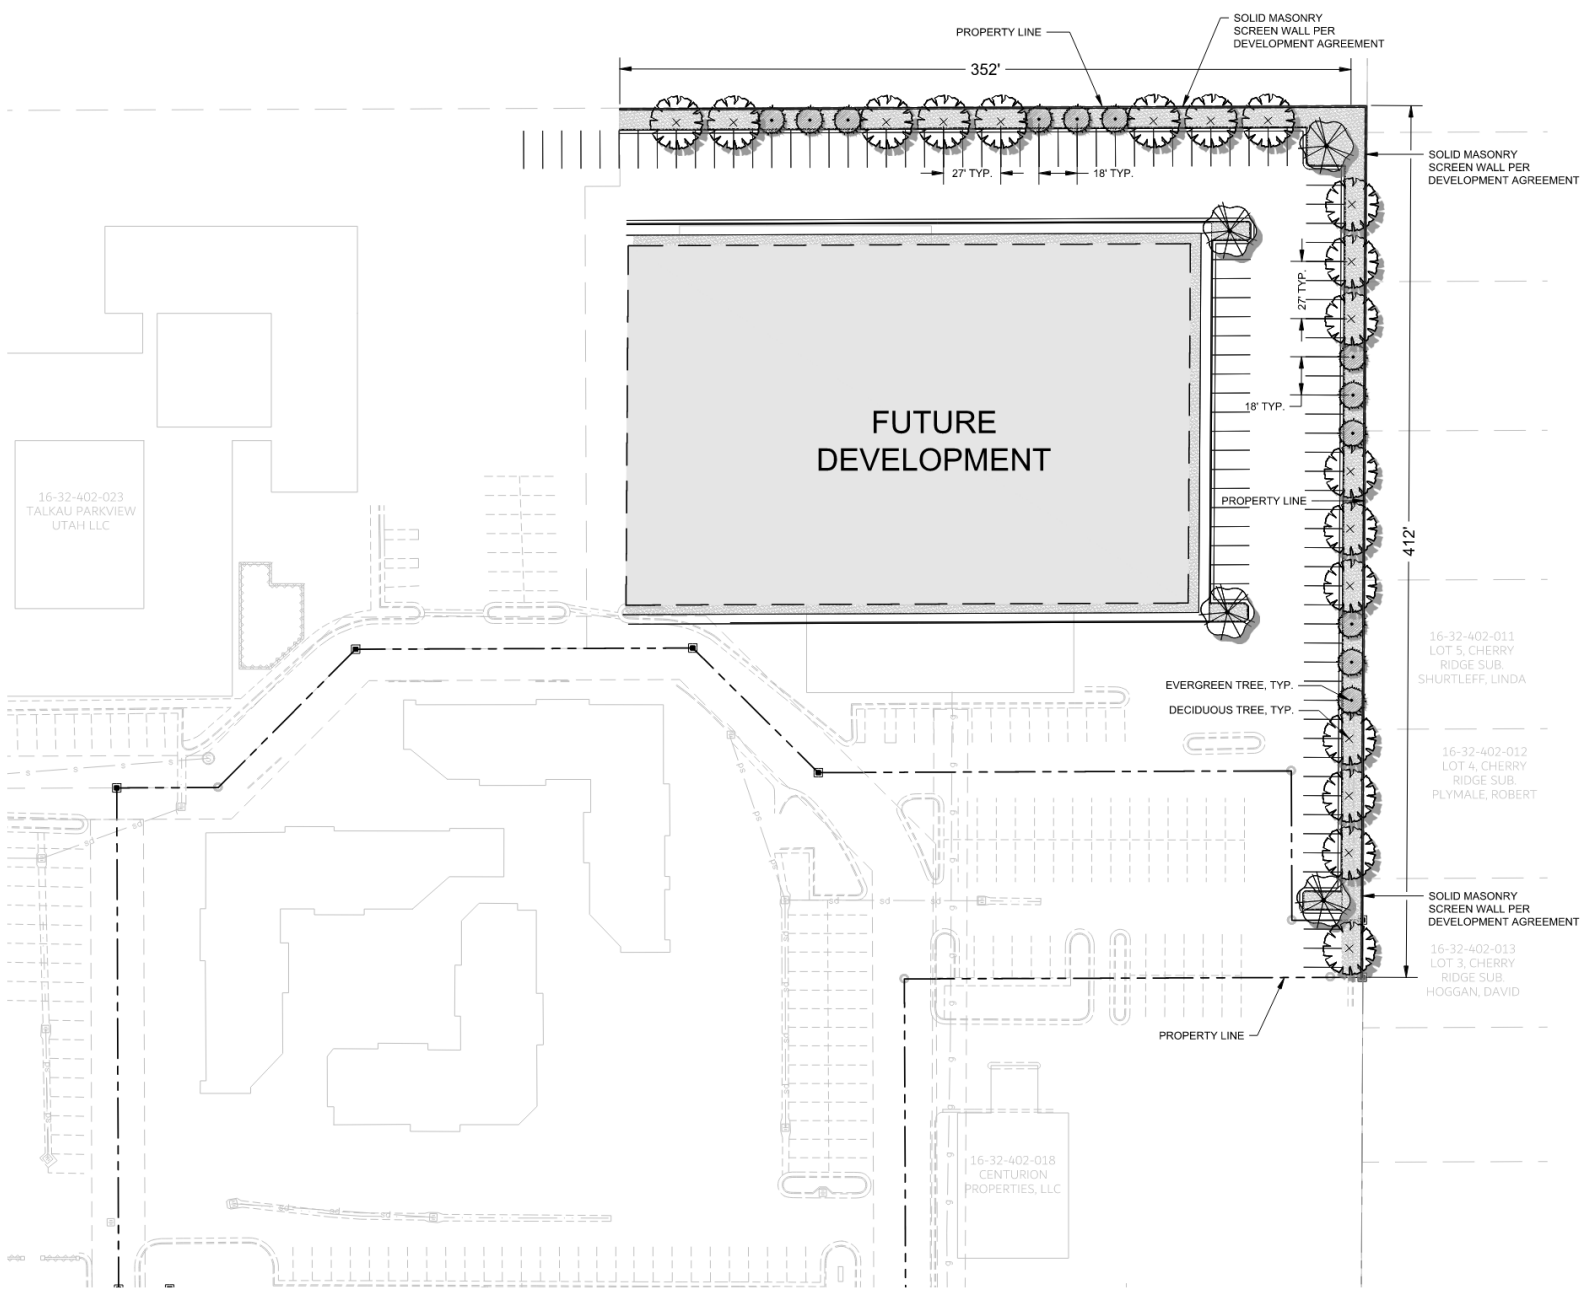 SOLID MASONRY
SCREEN WALL PER
DEVELOPMENT AGREEMENT
PROPERTY LINE
352'
SOLID MASONRY
SCREEN WALL PER
DEVELOPMENT AGREEMENT
27' TYP.
18' TYP.
27' TYP.
18' TYP.
FUTURE
DEVELOPMENT
PROPERTY LINE
412'
16-32-402-023
TALKAU PARKVIEW
UTAH LLC
16-32-402-011
LOT 5, CHERRY
RIDGE SUB.
SHURTLEFF, LINDA
EVERGREEN TREE, TYP.
DECIDUOUS TREE, TYP.
16-32-402-012
LOT 4, CHERRY
RIDGE SUB.
PLYMALE, ROBERT
SOLID MASONRY
SCREEN WALL PER
DEVELOPMENT AGREEMENT
16-32-402-013
LOT 3, CHERRY
RIDGE SUB.
HOGGAN, DAVID
PROPERTY LINE
16-32-402-018
CENTURION
PROPERTIES, LLC